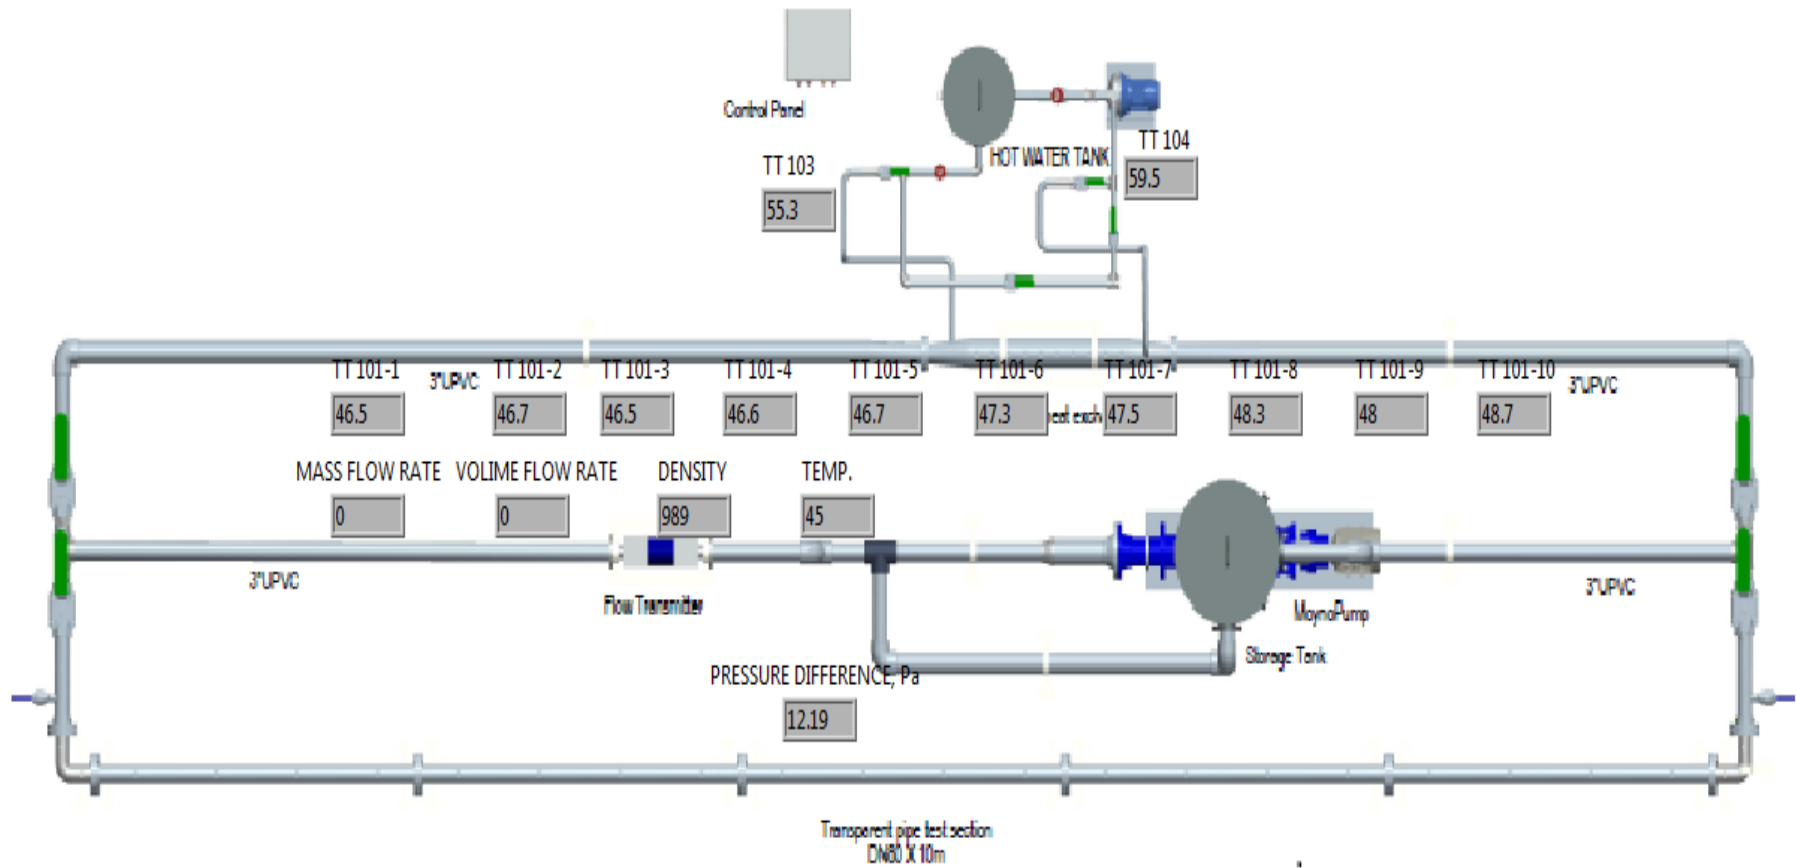 Control Panel
HOT WATER TANK
TT 104
59.5
TT 103
55.3
TT 101-1
3"UPVC
TT 101-2
TT 101-3
TT 101-4
TT 101-5
TT 101-6
TT 101-7
TT 101-8
TT 101-9
TT 101-10
3"UPVC
46.5
46.7
46.5
46.6
46.7
47.3
eat exch
47.5
48.3
48
48.7
MASS FLOW RATE
VOLIME FLOW RATE
DENSITY
TEMP.
0
0
989
45
3"UPVC
Flow Transmitter
MoynoPump
3"UPVC
Storage Tank
PRESSURE DIFFERENCE, Pa
12.19
Transparent pipe test section
DN80 X 10m